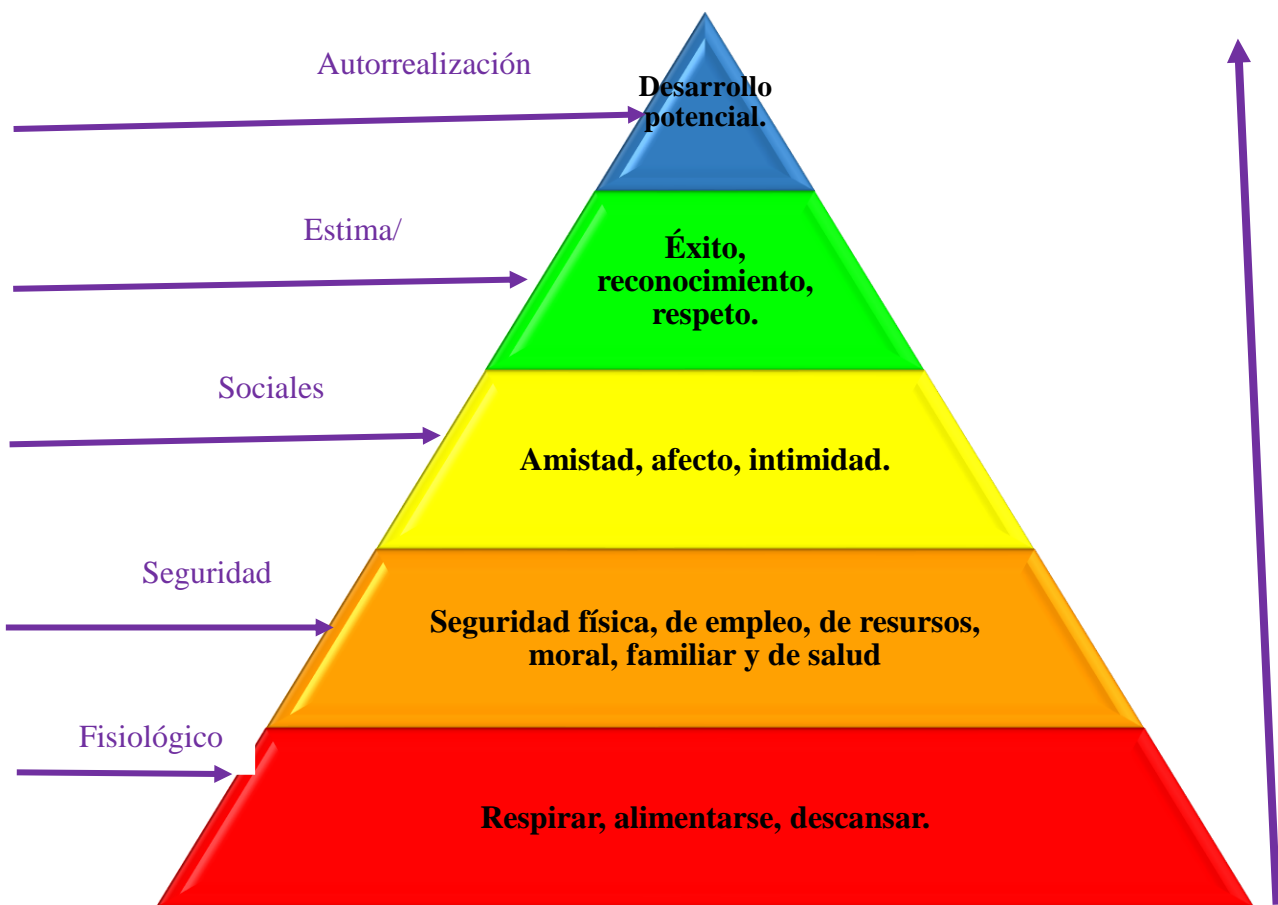 Autorrealización
Desarrollo
potencial.
Estima/
Éxito,
reconocimiento,
respeto.
Sociales
Amistad, afecto, intimidad.
Seguridad
Seguridad física, de empleo, de resursos,
moral, familiar y de salud
Fisiológico
Respirar, alimentarse, descansar.